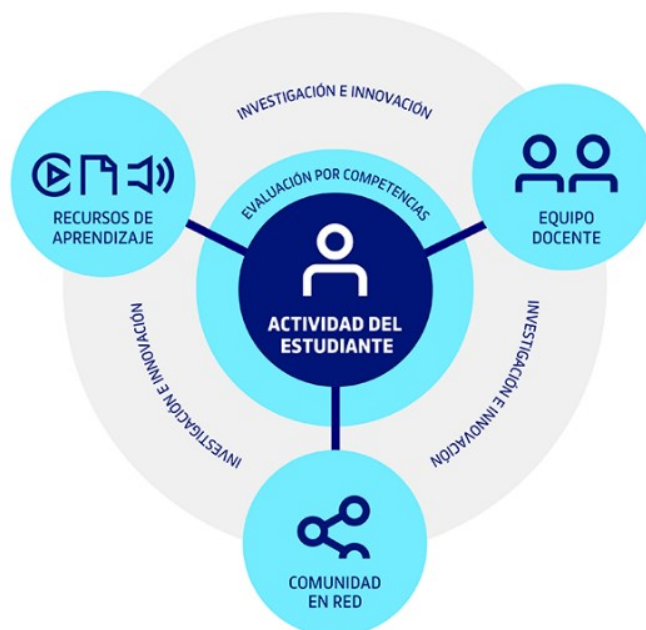 INVESTIGACIÓN E INNOVACIÓN
RECURSOS DE
APRENDIZAJE
EVALUACIÓN POR COMPETENCIAS
EQUIPO
DOCENTE
ACTIVIDAD DEL
ESTUDIANTE
INVESTIGACIÓN E INNOVACIÓN
INVESTIGACIÓN E INNOVACIÓN
COMUNIDAD
EN RED